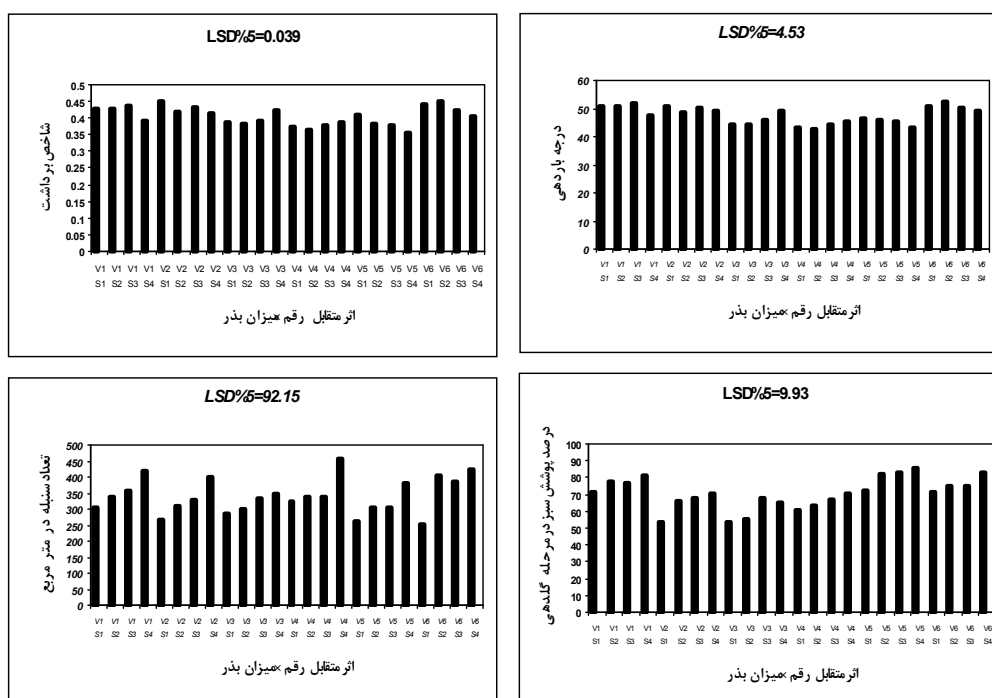 LSD%5=0.039
شاخص برداشت
0.5
0.45
0.4
0.35
0.3
0.25
0.2
0.15
0.1
0.05
0
V1 V1 V1 V1 V2 V2 V2 V2 V3 V3 V3 V3 V4 V4 V4 V4 V5 V5 V5 V5 V6 V6 V6 V6
S1 S2 S3 S4 S1 S2 S3 S4 S1 S2 S3 S4 S1 S2 S3 S4 S1 S2 S3 S4 S1 S2 S3 S4
اثر متقابل رقم × میزان بذر
LSD%5=4.53
درجه باردهی
60
50
40
30
20
10
0
V1 V1 V1 V1 V2 V2 V2 V2 V3 V3 V3 V3 V4 V4 V4 V4 V5 V5 V5 V5 V6 V6 V6 V6
S1 S2 S3 S4 S1 S2 S3 S4 S1 S2 S3 S4 S1 S2 S3 S4 S1 S2 S3 S4 S1 S2 S3 S4
اثر متقابل رقم × میزان بذر
LSD%5=92.15
تعداد سنبله در متر مربع
500
450
400
350
300
250
200
150
100
50
0
V1 V1 V1 V1 V2 V2 V2 V2 V3 V3 V3 V3 V4 V4 V4 V4 V5 V5 V5 V5 V6 V6 V6 V6
S1 S2 S3 S4 S1 S2 S3 S4 S1 S2 S3 S4 S1 S2 S3 S4 S1 S2 S3 S4 S1 S2 S3 S4
اثر متقابل رقم × میزان بذر
LSD%5=9.93
درصد پوشش سبز در مرحله گلدهی
100
90
80
70
60
50
40
30
20
10
0
V1 V1 V1 V1 V2 V2 V2 V2 V3 V3 V3 V3 V4 V4 V4 V4 V5 V5 V5 V5 V6 V6 V6 V6
S1 S2 S3 S4 S1 S2 S3 S4 S1 S2 S3 S4 S1 S2 S3 S4 S1 S2 S3 S4 S1 S2 S3 S4
اثر متقابل رقم × میزان بذر